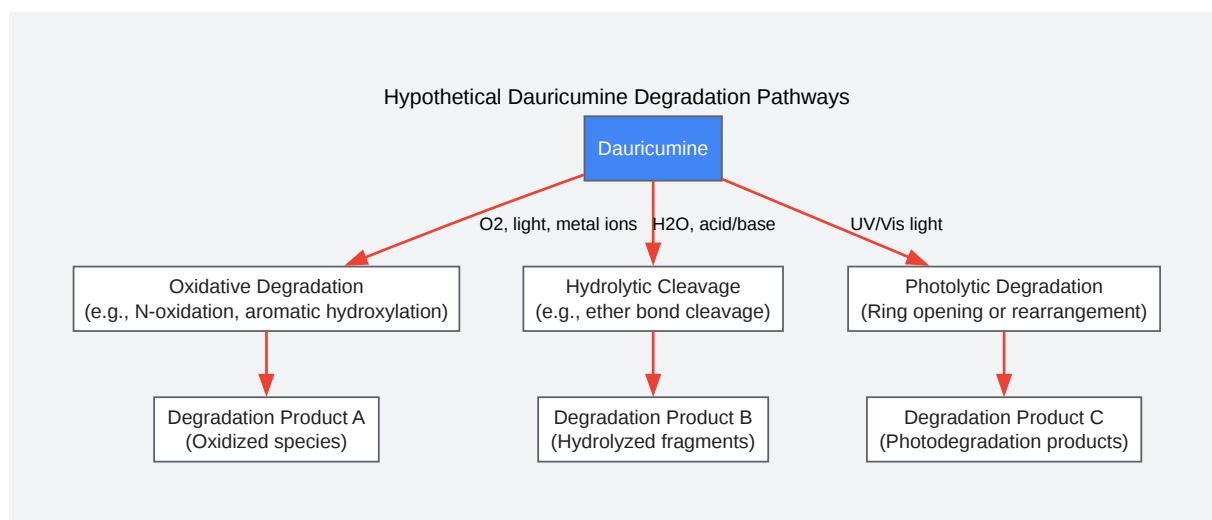 Hypothetical Dauricumine Degradation Pathways
Dauricumine
O2, light, metal ions
H2O, acid/base
UV/Vis light
Oxidative Degradation
(e.g., N-oxidation, aromatic hydroxylation)
Hydrolytic Cleavage
(e.g., ether bond cleavage)
Photolytic Degradation
(Ring opening or rearrangement)
Degradation Product A
(Oxidized species)
Degradation Product B
(Hydrolyzed fragments)
Degradation Product C
(Photodegradation products)